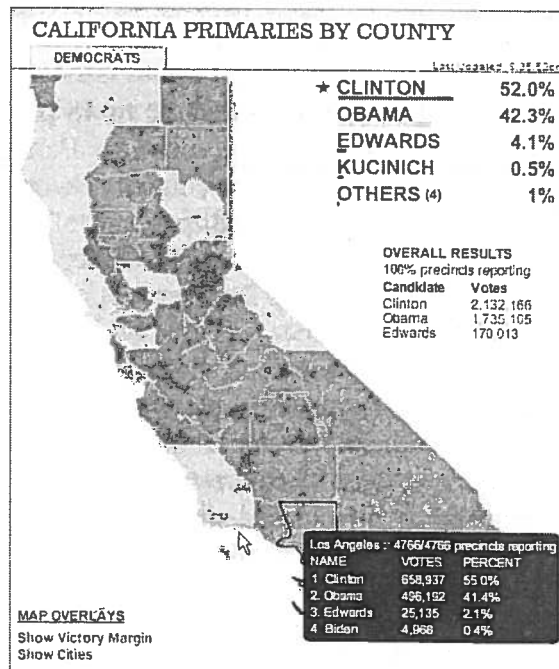 CALIFORNIA PRIMARIES BY COUNTY
DEMOCRATS
Last Updated
★ CLINTON 52.0%
OBAMA 42.3%
EDWARDS 4.1%
KUCINICH 0.5%
OTHERS (4) 1%
OVERALL RESULTS
100% precincts reporting
Candidate Votes
Clinton 2,132,166
Obama 1,735,105
Edwards 170,013
Los Angeles :: 4766/4766 precincts reporting
NAME VOTES PERCENT
1 Clinton 658,937 55.0%
2. Obama 496,192 41.4%
3. Edwards 25,135 2.1%
4 Biden 4,966 0.4%
MAP OVERLAYS
Show Victory Margin
Show Cities